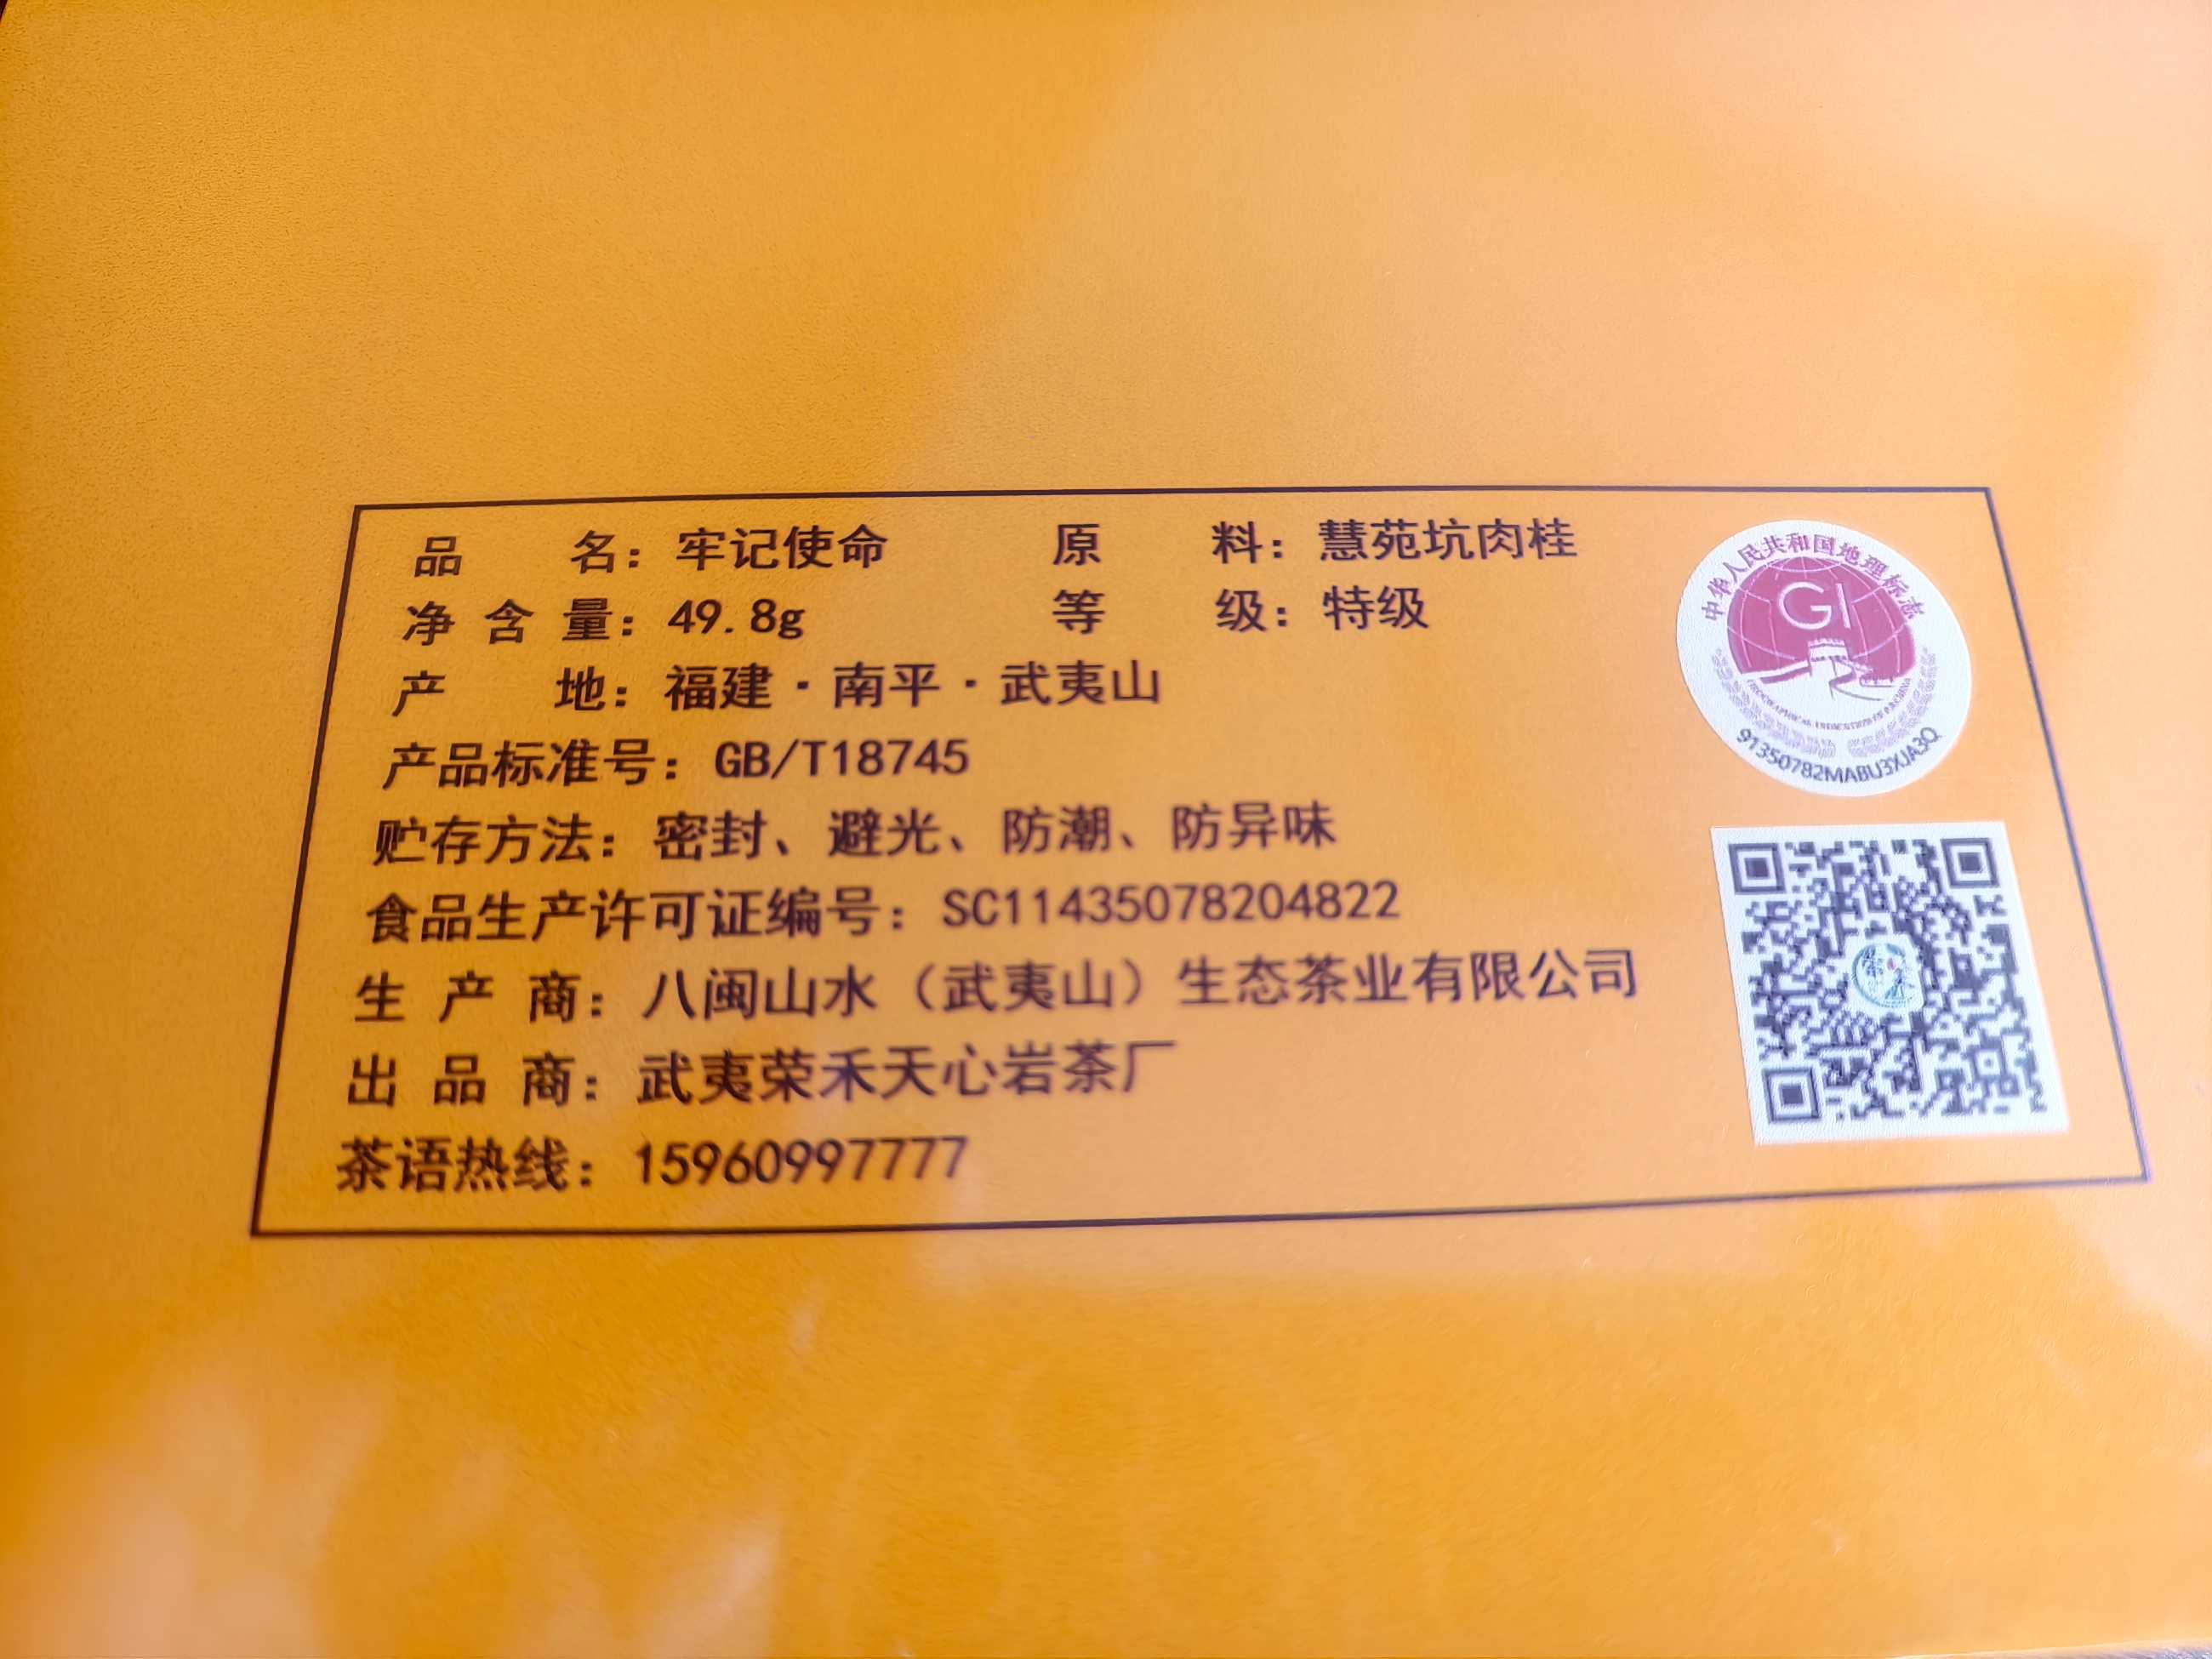 品 名：牢记使命 原 料：慧苑坑肉桂
净 含 量：49.8g 等 级：特级
产 地：福建·南平·武夷山
产品标准号：GB/T18745
贮存方法：密封、避光、防潮、防异味
食品生产许可证编号：SC11435078204822
生 产 商：八闽山水（武夷山）生态茶业有限公司
出 品 商：武夷荣禾天心岩茶厂
茶语热线：15960997777
中华人民共和国地理标志
GI
GEOGRAPHICAL INDICATION OF P.R.CHINA
91350782MABU3XJA3Q